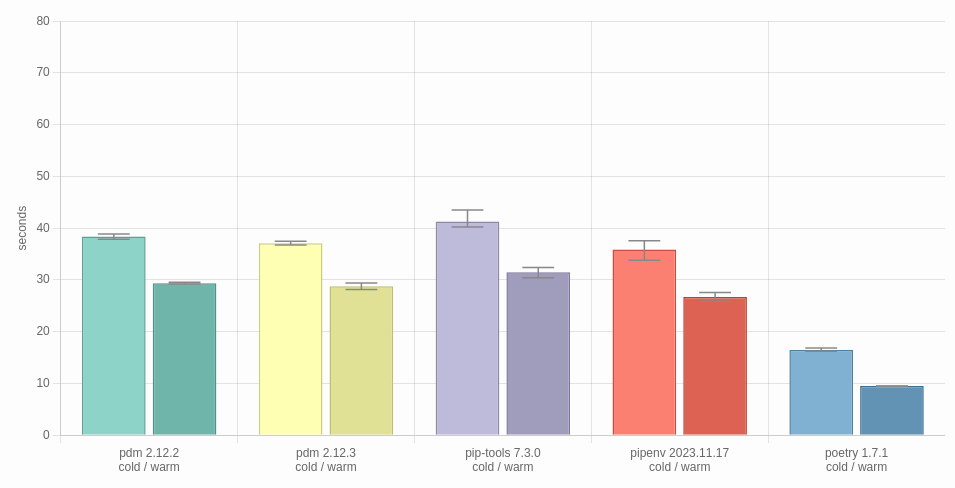 80
70
60
50
40
30
20
10
0
seconds
pdm 2.12.2
cold / warm
pdm 2.12.3
cold / warm
pip-tools 7.3.0
cold / warm
pipenv 2023.11.17
cold / warm
poetry 1.7.1
cold / warm